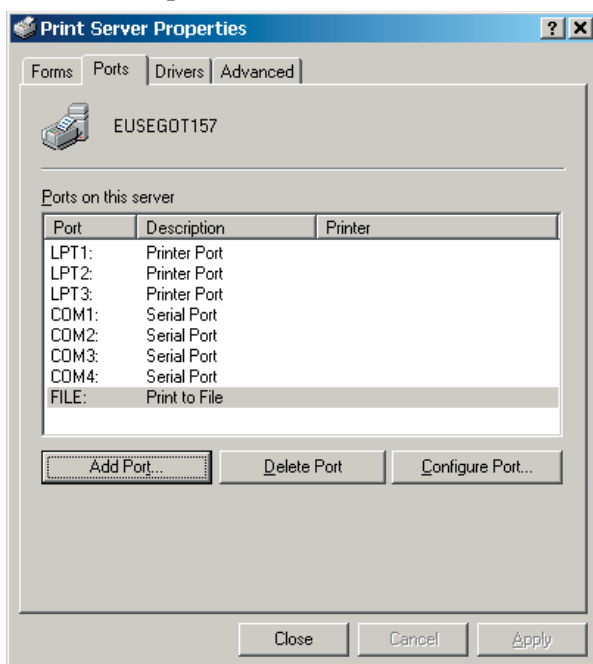 Print Server Properties ? X
Forms Ports Drivers Advanced
EUSEGOT157
Ports on this server
Port Description Printer
LPT1: Printer Port
LPT2: Printer Port
LPT3: Printer Port
COM1: Serial Port
COM2: Serial Port
COM3: Serial Port
COM4: Serial Port
FILE: Print to File
Add Port... Delete Port Configure Port...
Close Cancel Apply